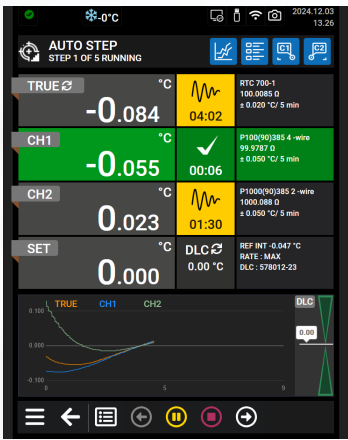 -0°C
2024.12.03
13.26
AUTO STEP
STEP 1 OF 5 RUNNING
C1
C2
TRUE
°C
-0.084
04:02
RTC 700-1
100.0085 Ω
± 0.020 °C/ 5 min
CH1
°C
-0.055
00:06
P100(90)385 4 -wire
99.9787 Ω
± 0.050 °C/ 5 min
CH2
°C
0.023
01:30
P1000(90)385 2 -wire
1000.088 Ω
± 0.050 °C/ 5 min
SET
°C
0.000
DLC
0.00 °C
REF INT -0.047 °C
RATE : MAX
DLC : 578012-23
TRUE CH1 CH2
DLC
0.100
0.000
-0.100
0 5 9
0.00